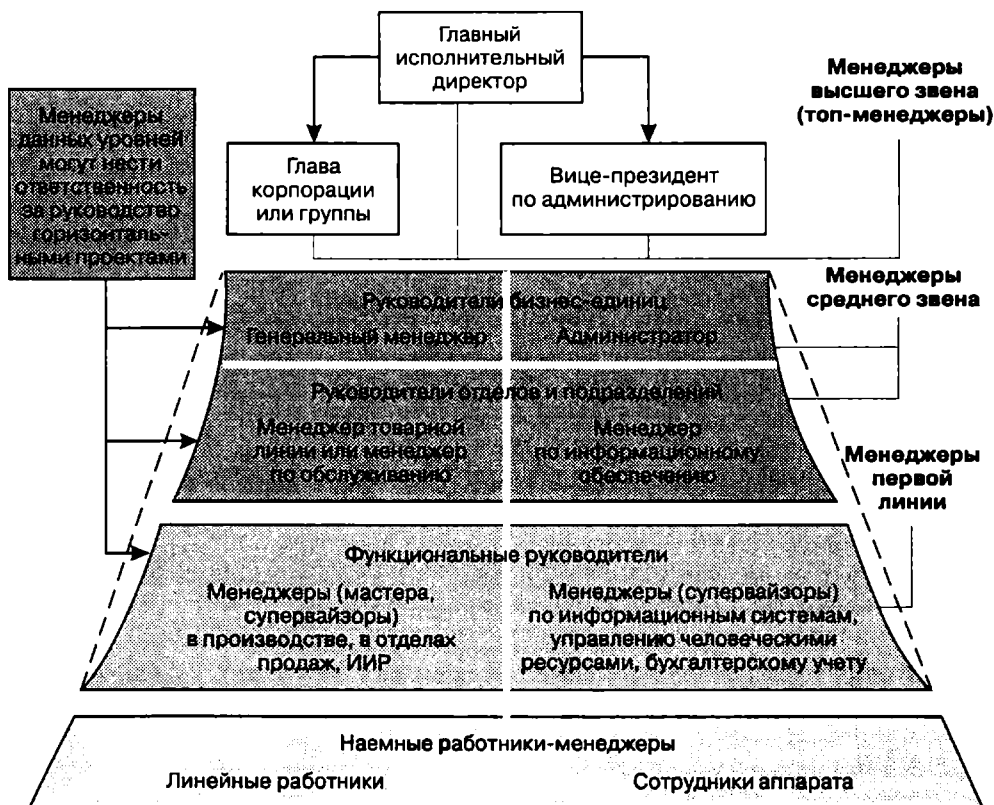 Главный
исполнительный
директор
Менеджеры
высшего звена
(топ-менеджеры)
Менеджеры
данных уровней
могут нести
ответственность
за руководство
горизонталь-
ными проектами
Глава
корпорации
или группы
Вице-президент
по администрированию
Менеджеры
среднего звена
Руководители бизнес-единиц
Генеральный менеджер
Администратор
Руководители отделов и подразделений
Менеджер товарной
линии или менеджер
по обслуживанию
Менеджер
по информационному
обеспечению
Менеджеры
первой
линии
Функциональные руководители
Менеджеры (мастера,
супервайзоры)
в производстве, в отделах
продаж, ИИР
Менеджеры (супервайзоры)
по информационным системам,
управлению человеческими
ресурсами, бухгалтерскому учету
Наемные работники-менеджеры
Линейные работники
Сотрудники аппарата